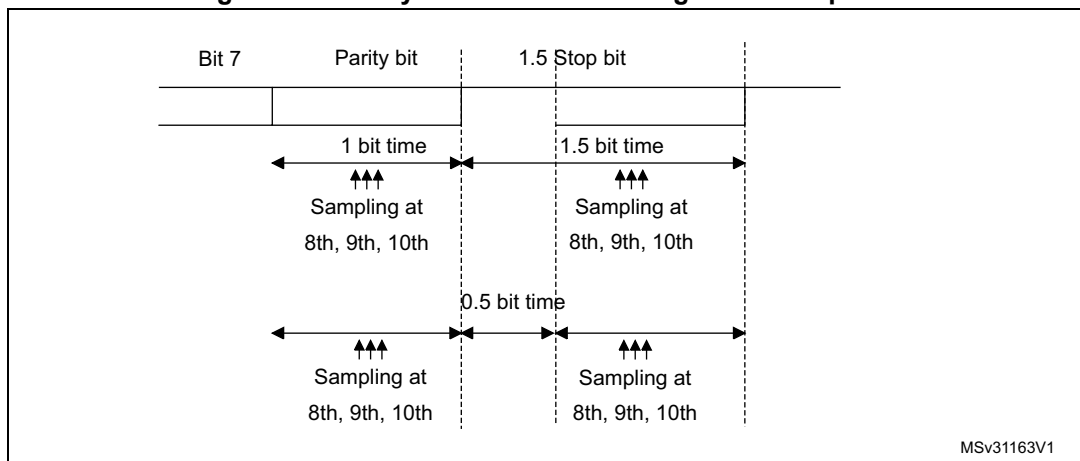 Bit 7 Parity bit 1.5 Stop bit
1 bit time 1.5 bit time
Sampling at Sampling at
8th, 9th, 10th 8th, 9th, 10th
0.5 bit time
Sampling at Sampling at
8th, 9th, 10th 8th, 9th, 10th
MSv31163V1